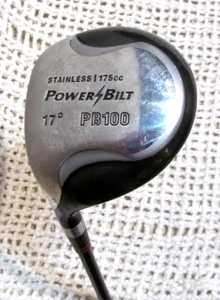 STAINLESS | 175cc
POWERBILT
17° PB100